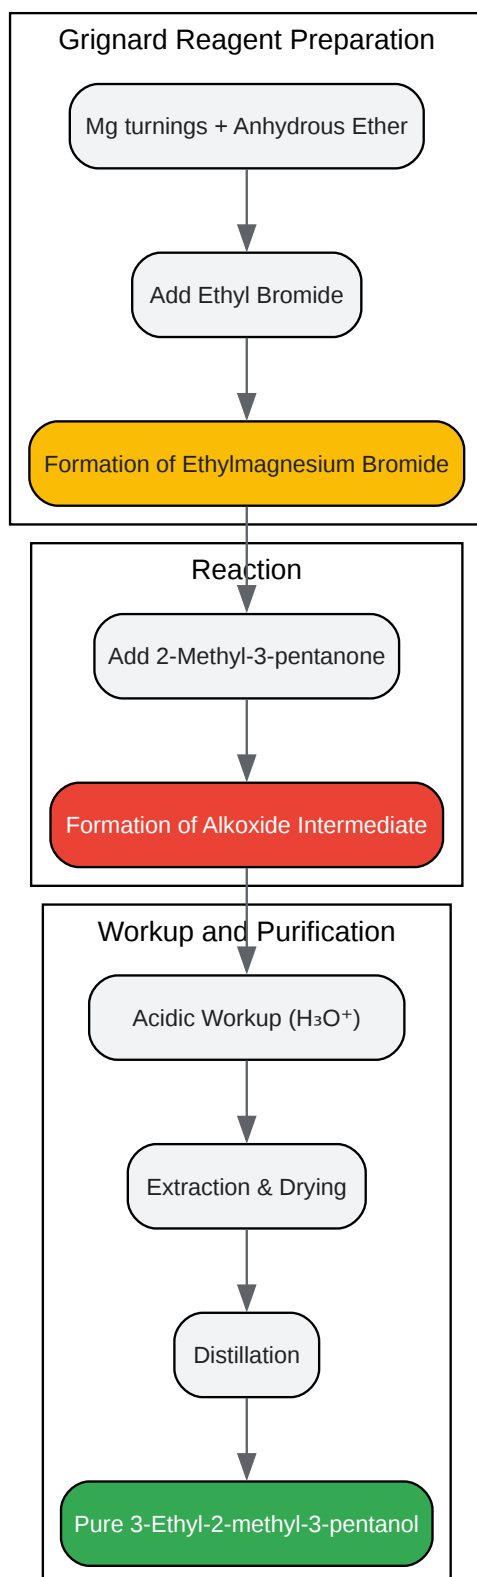 Grignard Reagent Preparation
Mg turnings + Anhydrous Ether
Add Ethyl Bromide
Formation of Ethylmagnesium Bromide
Reaction
Add 2-Methyl-3-pentanone
Formation of Alkoxide Intermediate
Workup and Purification
Acidic Workup (H₃O⁺)
Extraction & Drying
Distillation
Pure 3-Ethyl-2-methyl-3-pentanol